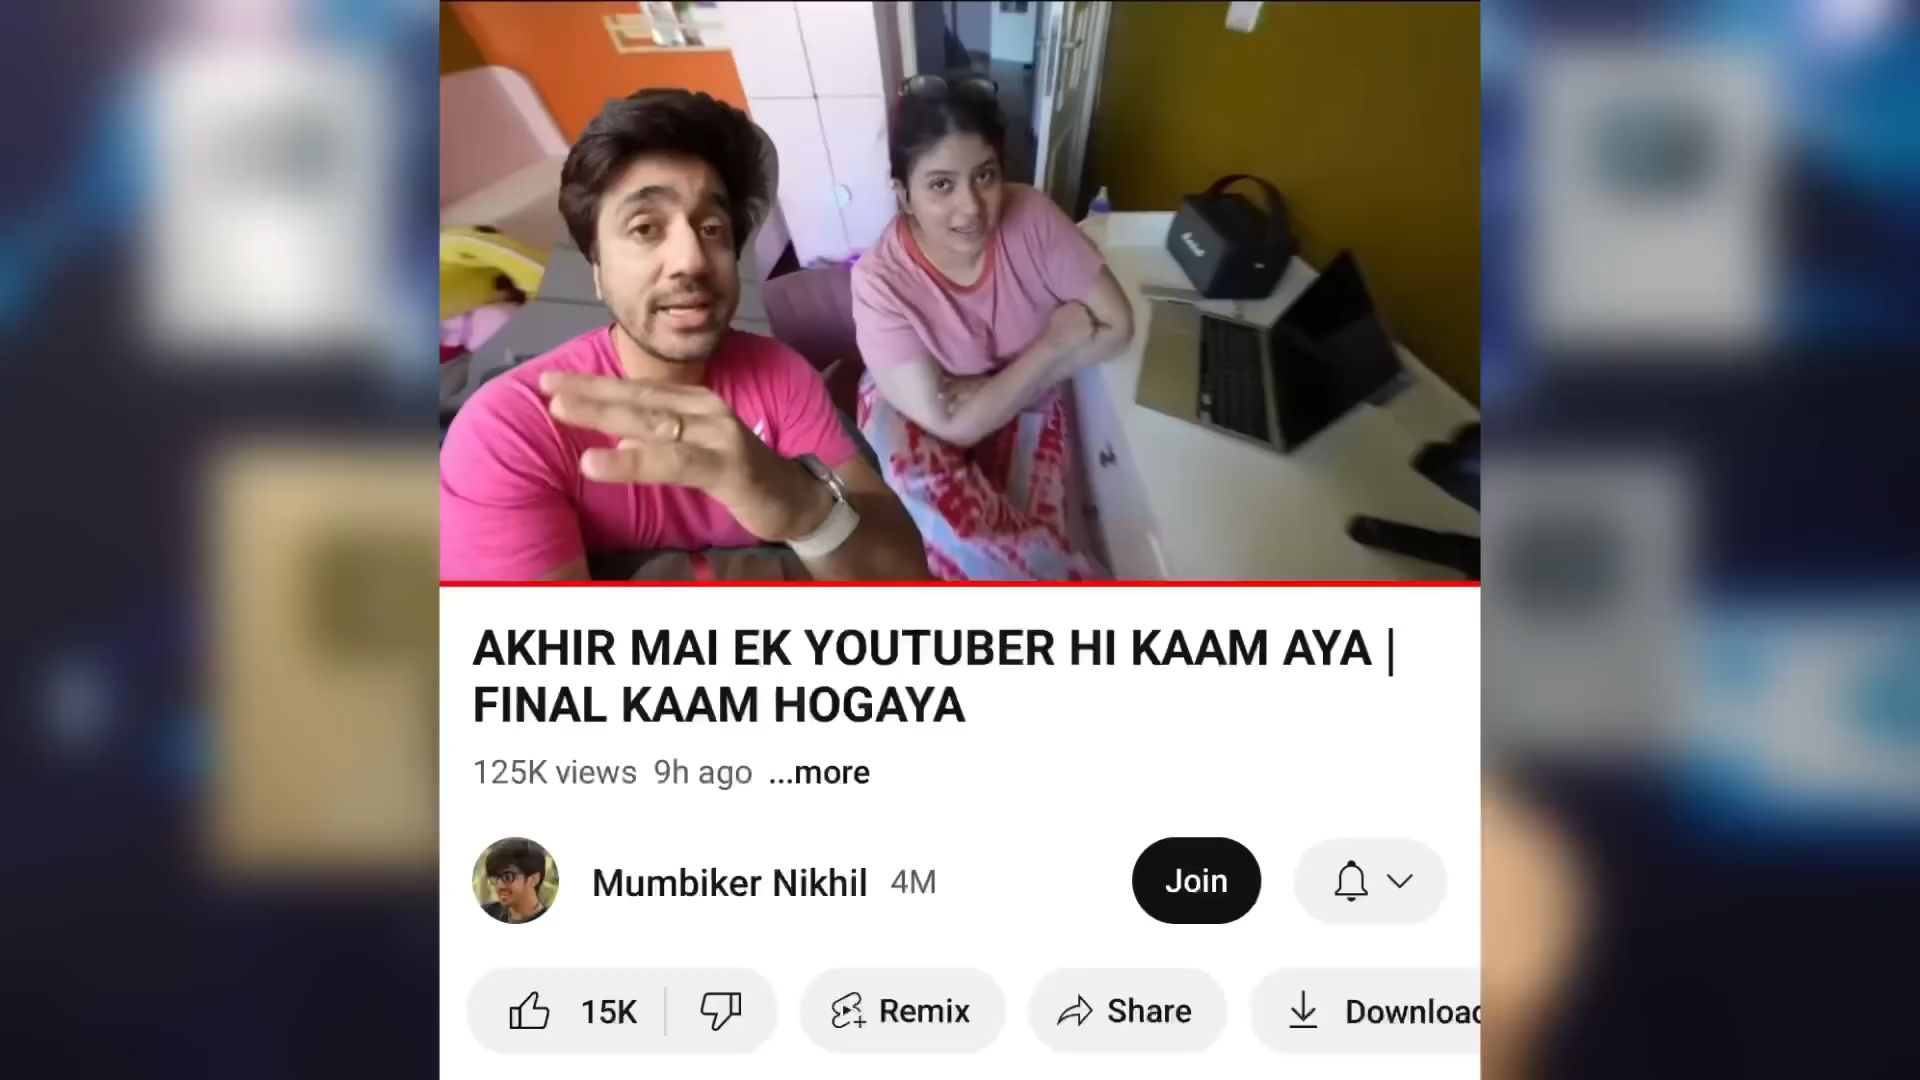 Marshall
AKHIR MAI EK YOUTUBER HI KAAM AYA |
FINAL KAAM HOGAYA
125K views 9h ago ...more
Mumbiker Nikhil 4M
Join
15K
Remix
Share
Download